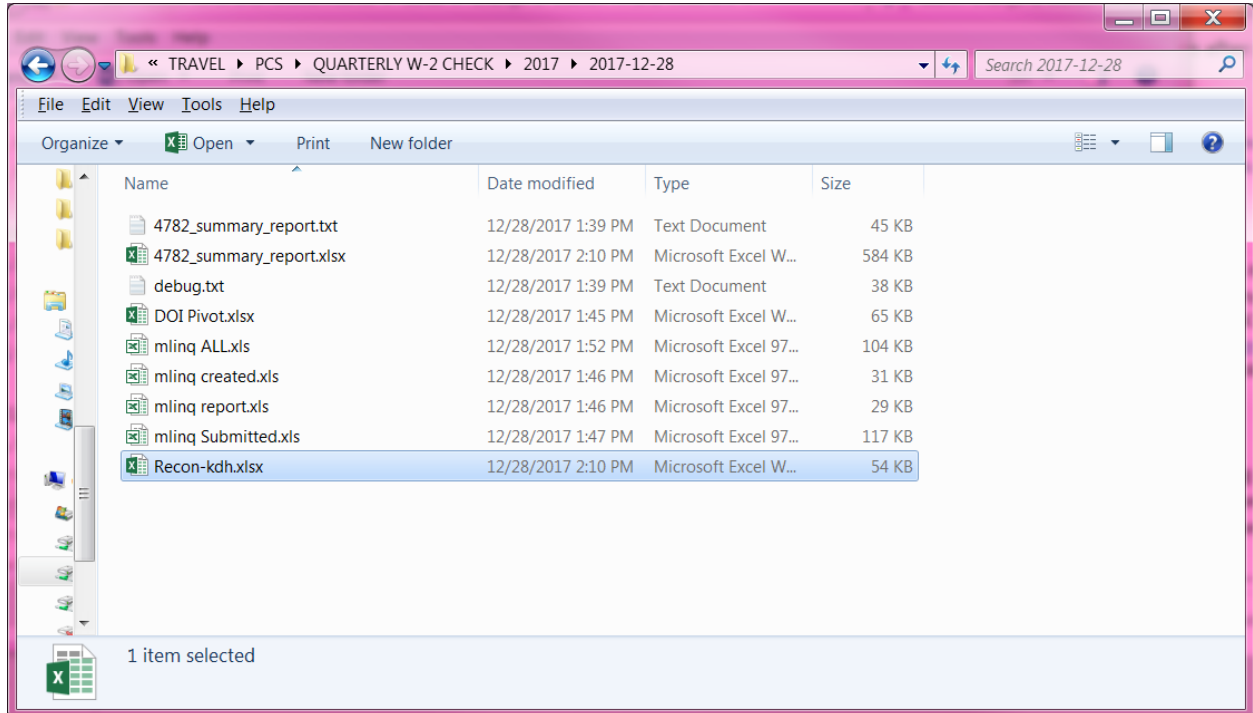 « TRAVEL ▸ PCS ▸ QUARTERLY W-2 CHECK ▸ 2017 ▸ 2017-12-28 Search 2017-12-28
File Edit View Tools Help
Organize Open Print New folder
Name Date modified Type Size
4782_summary_report.txt 12/28/2017 1:39 PM Text Document 45 KB
4782_summary_report.xlsx 12/28/2017 2:10 PM Microsoft Excel W... 584 KB
debug.txt 12/28/2017 1:39 PM Text Document 38 KB
DOI Pivot.xlsx 12/28/2017 1:45 PM Microsoft Excel W... 65 KB
mlinq ALL.xls 12/28/2017 1:52 PM Microsoft Excel 97... 104 KB
mlinq created.xls 12/28/2017 1:46 PM Microsoft Excel 97... 31 KB
mlinq report.xls 12/28/2017 1:46 PM Microsoft Excel 97... 29 KB
mlinq Submitted.xls 12/28/2017 1:47 PM Microsoft Excel 97... 117 KB
Recon-kdh.xlsx 12/28/2017 2:10 PM Microsoft Excel W... 54 KB
1 item selected